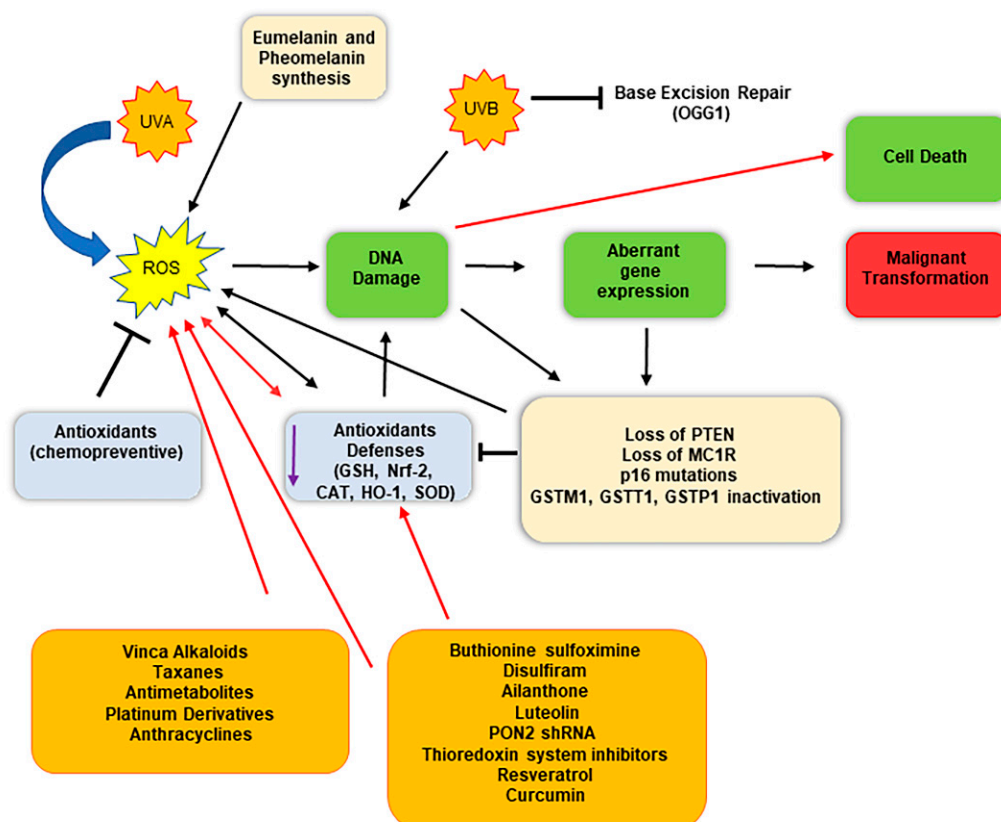 Eumelanin and
Pheomelanin
synthesis
UVA
UVB
Base Excision Repair
(OGG1)
Cell Death
ROS
DNA
Damage
Aberrant
gene
expression
Malignant
Transformation
Antioxidants
(chemopreventive)
Antioxidants
Defenses
(GSH, Nrf-2,
CAT, HO-1, SOD)
Loss of PTEN
Loss of MC1R
p16 mutations
GSTM1, GSTT1, GSTP1 inactivation
Vinca Alkaloids
Taxanes
Antimetabolites
Platinum Derivatives
Anthracyclines
Buthionine sulfoximine
Disulfiram
Ailanthone
Luteolin
PON2 shRNA
Thioredoxin system inhibitors
Resveratrol
Curcumin